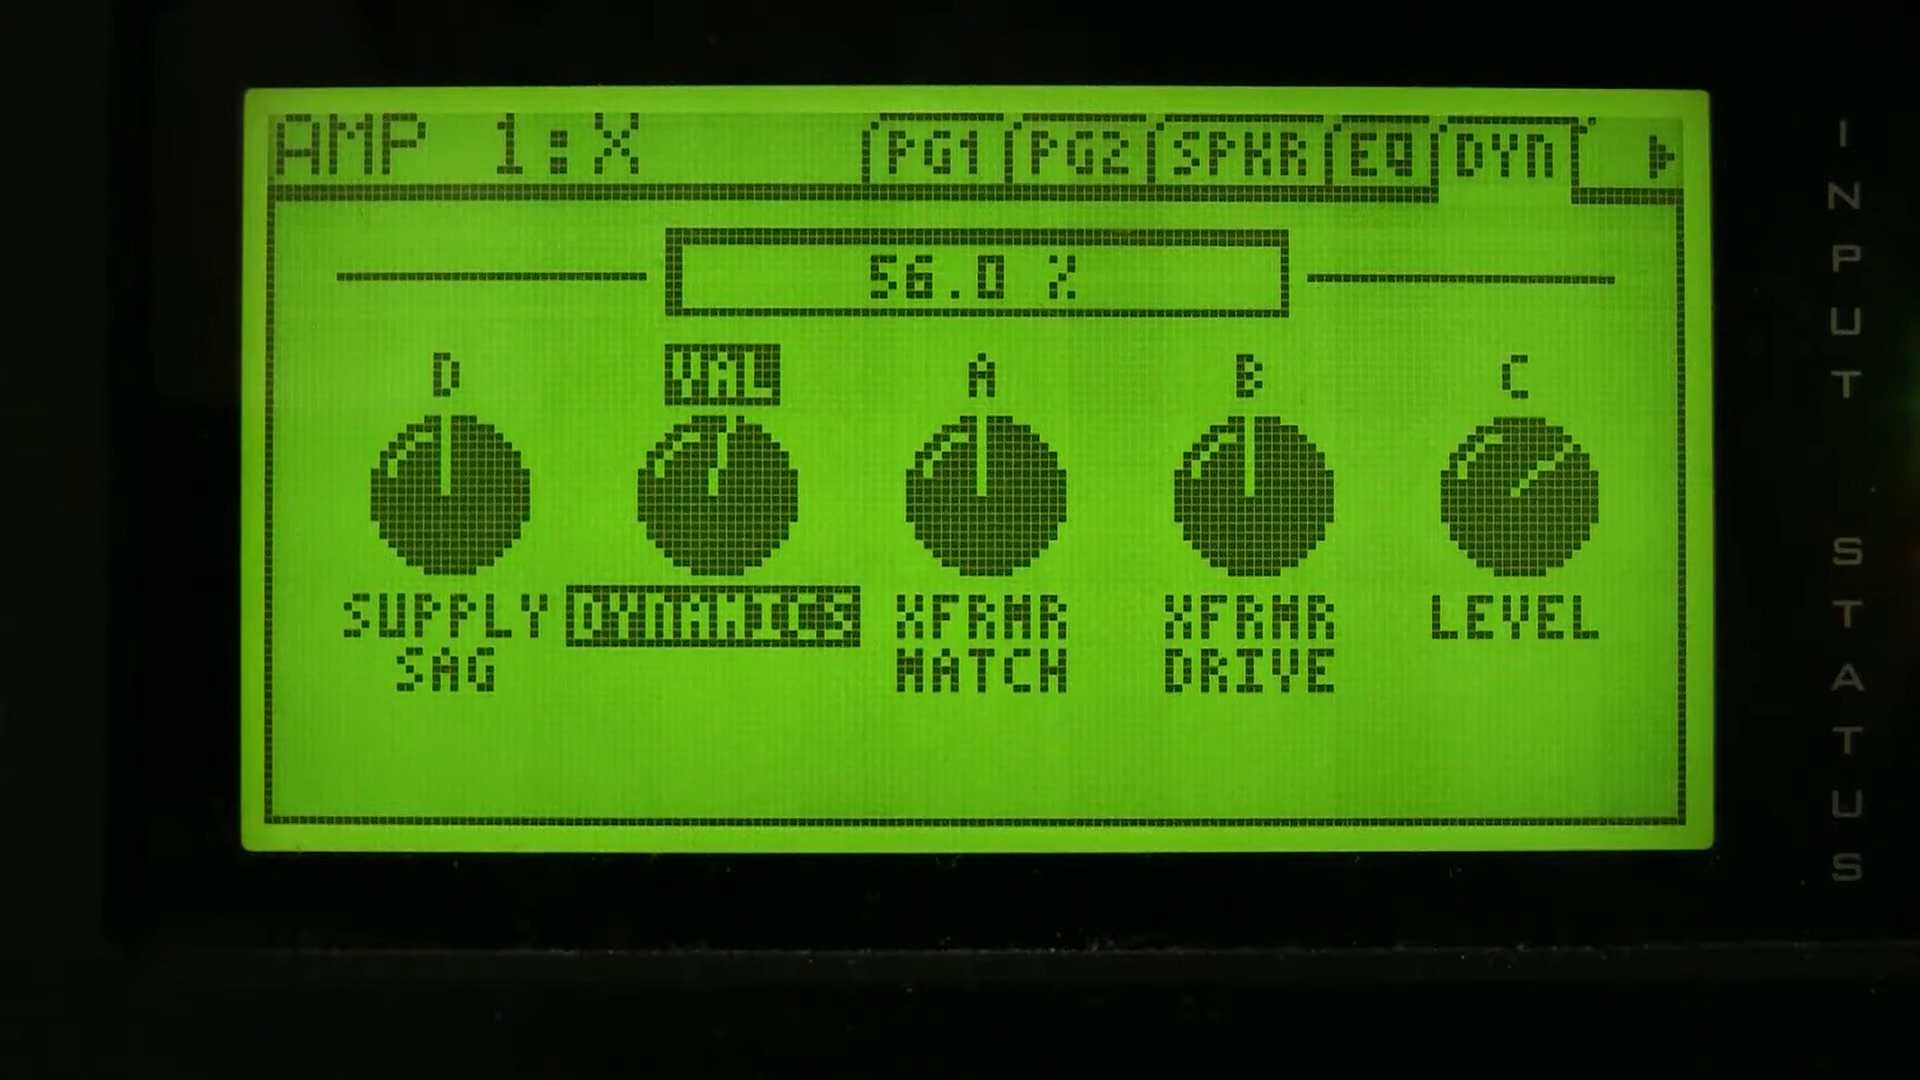 AMP 1:X PG1 PG2 SPKR EQ DYN
56.0 %
D VAL A B C
SUPPLY SAG DYNAMICS XFRMR MATCH XFRMR DRIVE LEVEL
INPUT STATUS